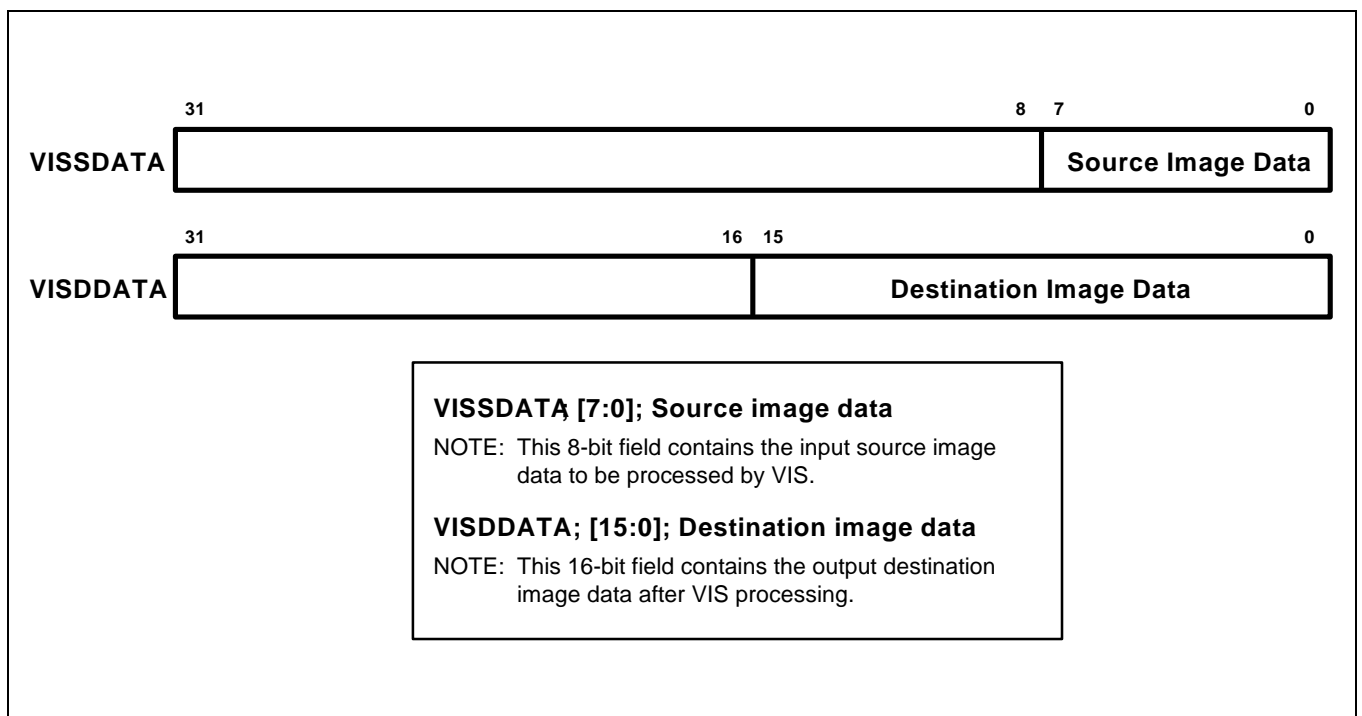 31 8 7 0
VISSDATA Source Image Data
31 16 15 0
VISDDATA Destination Image Data
VISSDATA; [7:0]; Source image data
NOTE: This 8-bit field contains the input source image
data to be processed by VIS.
VISDDATA; [15:0]; Destination image data
NOTE: This 16-bit field contains the output destination
image data after VIS processing.